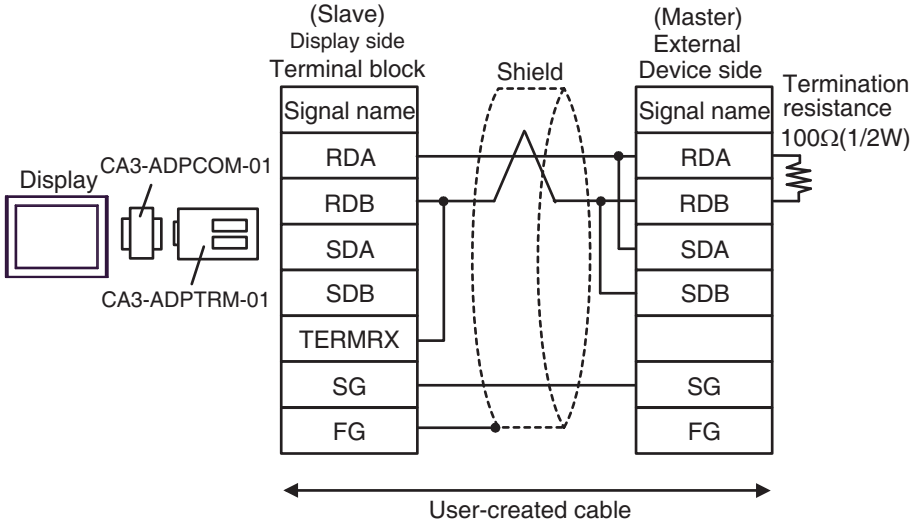 (Slave)
Display side
Terminal block
Signal name
RDA
RDB
SDA
SDB
TERMRX
SG
FG
Shield
(Master)
External
Device side
Signal name
RDA
RDB
SDA
SDB
SG
FG
Termination
resistance
100Ω(1/2W)
Display
CA3-ADPCOM-01
CA3-ADPTRM-01
User-created cable